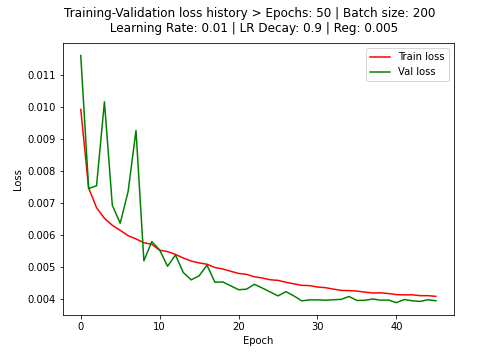 Training-Validation loss history > Epochs: 50 | Batch size: 200
Learning Rate: 0.01 | LR Decay: 0.9 | Reg: 0.005
Train loss
Val loss
0.011
0.010
0.009
0.008
0.007
0.006
0.005
0.004
Loss
0 10 20 30 40
Epoch